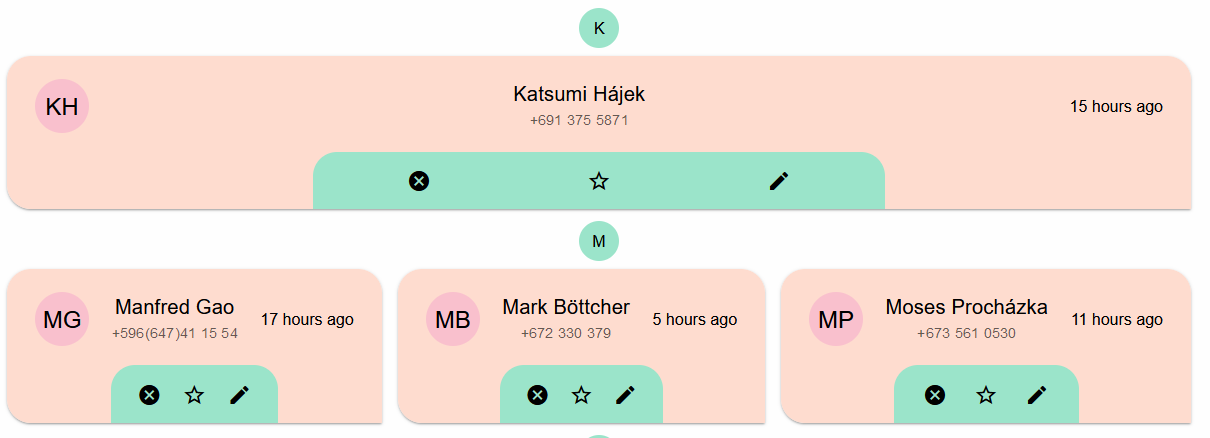 K
KH
Katsumi Hájek
+691 375 5871
15 hours ago
M
MG
Manfred Gao
+596(647)41 15 54
17 hours ago
MB
Mark Böttcher
+672 330 379
5 hours ago
MP
Moses Procházka
+673 561 0530
11 hours ago